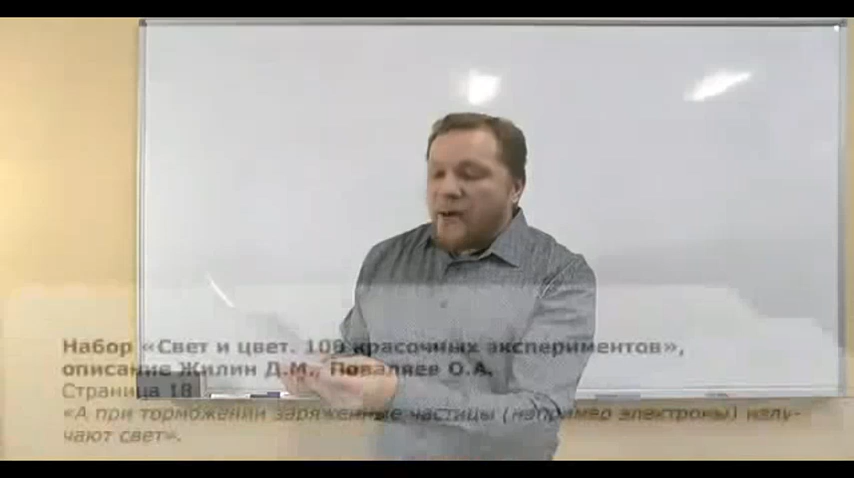 Набор «Свет и цвет. 100 красочных экспериментов»,
описание Жилин Д.М., Поваляев О.А.
Страница 18
«А при торможении заряженные частицы (например электроны) излу-
чают свет».